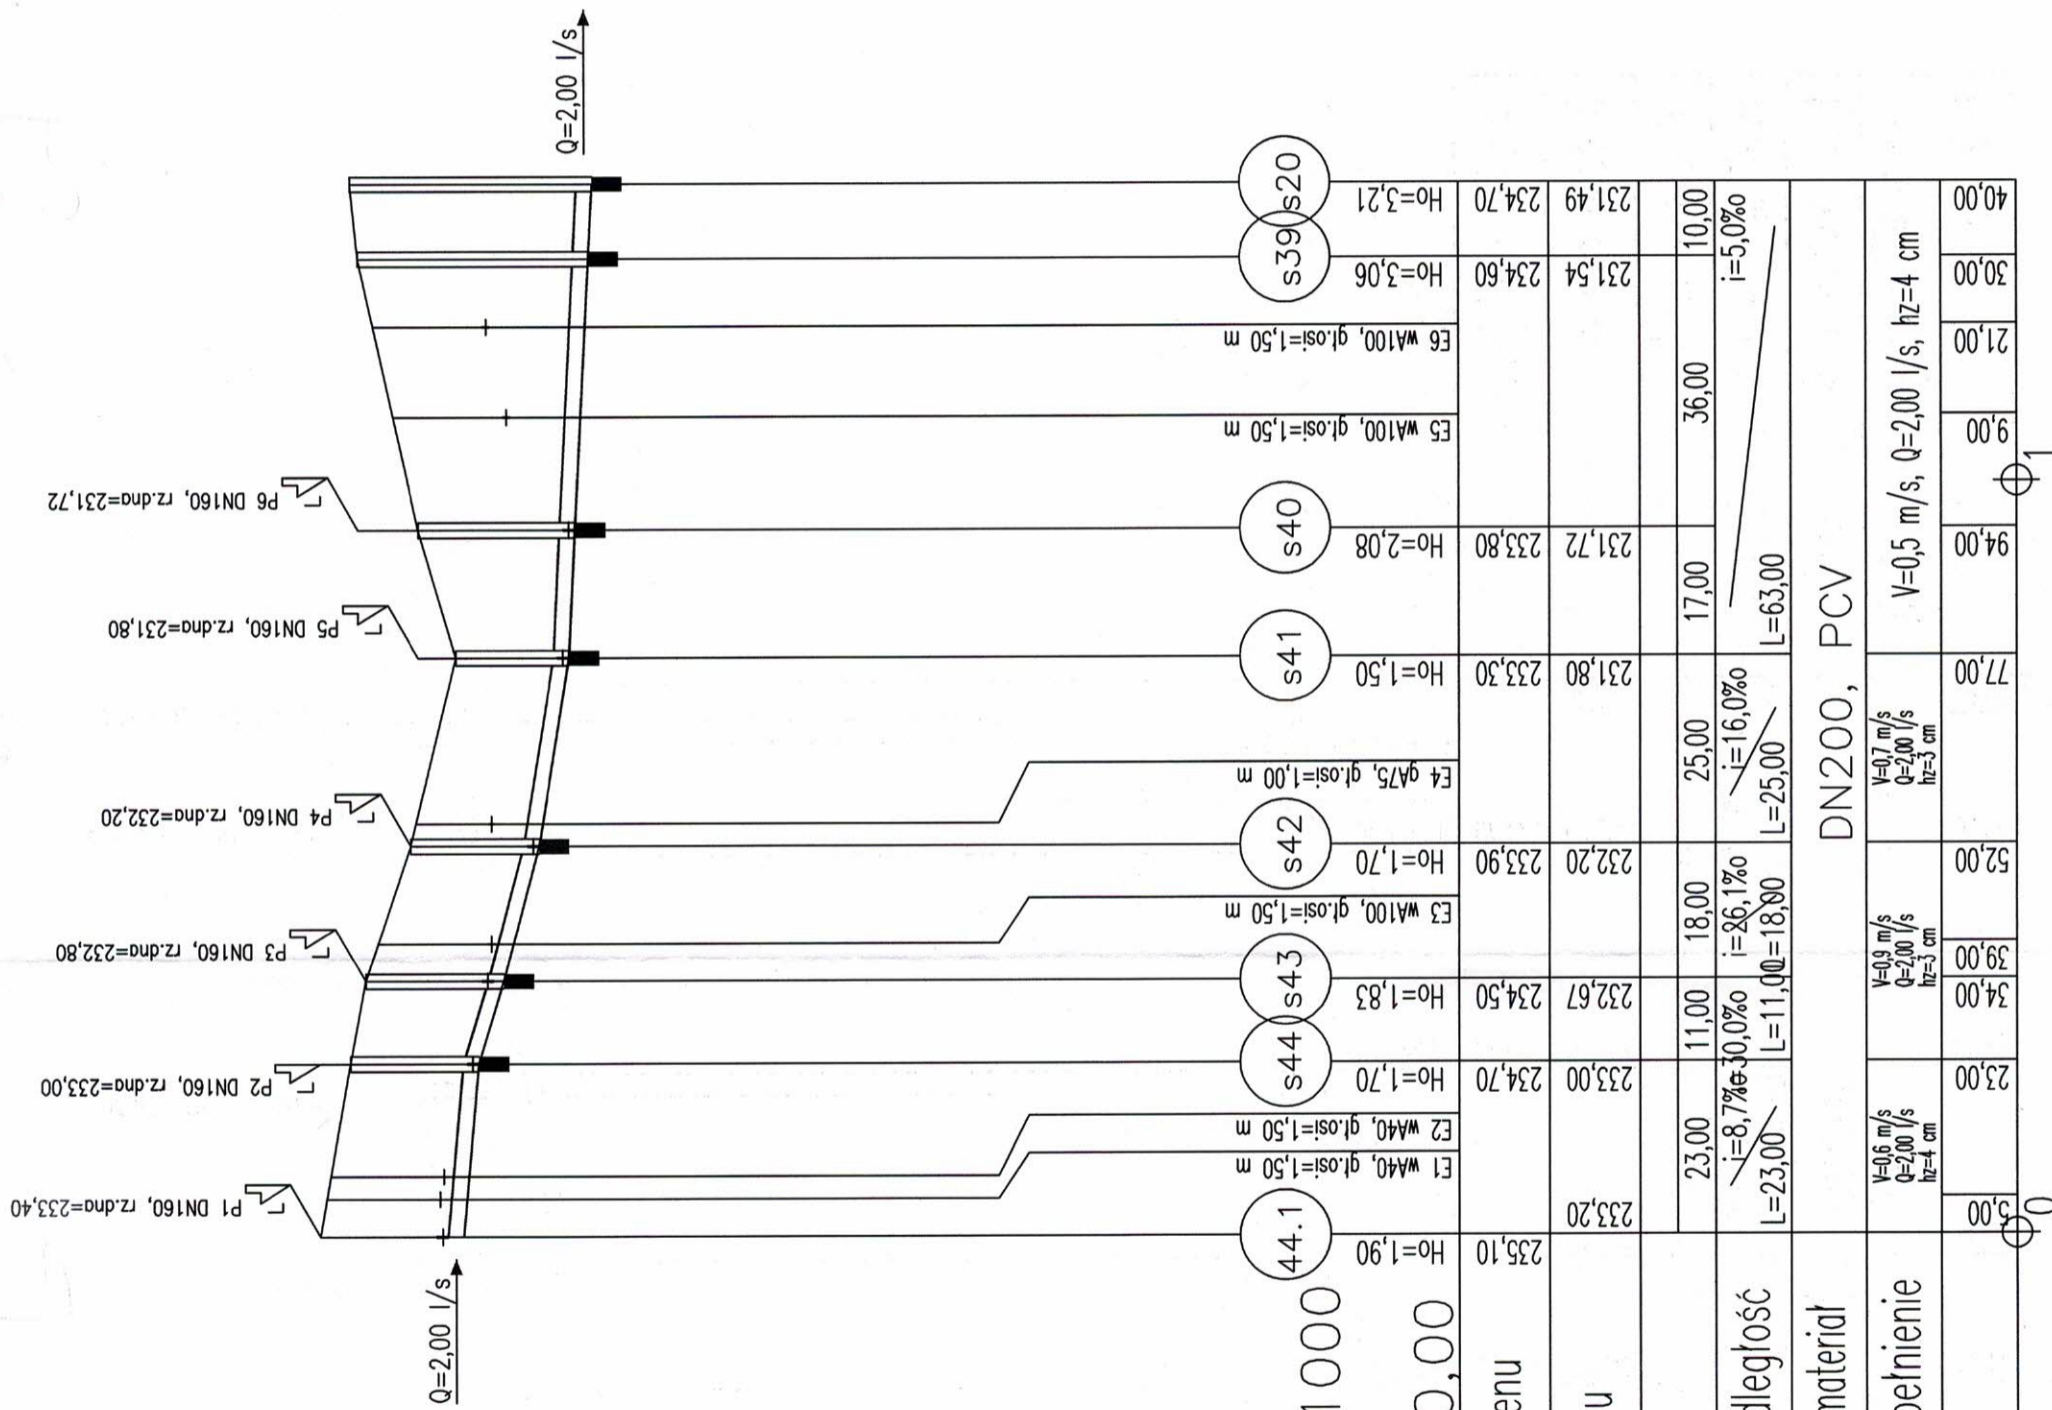 Q=2,00 l/s
Q=2,00 l/s
P1 DN160, rz.dna=233,40
P2 DN160, rz.dna=233,00
P3 DN160, rz.dna=232,80
P4 DN160, rz.dna=232,20
P5 DN160, rz.dna=231,80
P6 DN160, rz.dna=231,72
44.1
s44
s43
s42
s41
s40
s39
s20
E1 wA40, gł.osi=1,50 m
E2 wA40, gł.osi=1,50 m
E3 wA100, gł.osi=1,50 m
E4 gA75, gł.osi=1,00 m
E5 wA100, gł.osi=1,50 m
E6 wA100, gł.osi=1,50 m
1000
0,00
Ho=1,90 Ho=1,70 Ho=1,83 Ho=1,70 Ho=1,50 Ho=2,08 Ho=3,06 Ho=3,21
enu 235,10 234,70 234,50 233,90 233,30 233,80 234,60 234,70
u 233,20 233,00 232,67 232,20 231,80 231,72 231,54 231,49
23,00 11,00 18,00 25,00 17,00 36,00 10,00
dległość
i=8,7‰ i=30,0‰ i=26,1‰ i=16,0‰ i=5,0‰
L=23,00 L=11,00 L=18,00 L=25,00 L=63,00
materiał DN200, PCV
pełnienie
V=0,6 m/s
Q=2,00 l/s
hz=4 cm
V=0,9 m/s
Q=2,00 l/s
hz=3 cm
V=0,7 m/s
Q=2,00 l/s
hz=3 cm
V=0,5 m/s, Q=2,00 l/s, hz=4 cm
5,00 23,00 34,00 39,00 52,00 77,00 94,00 9,00 21,00 30,00 40,00
0 1